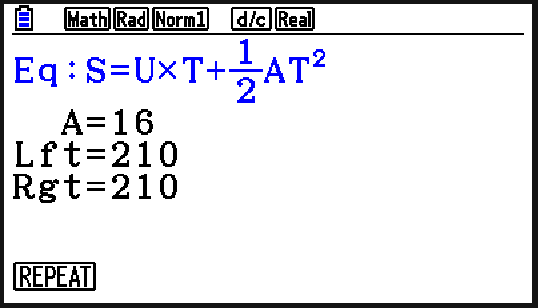 Math Rad Norm1 d/c Real
Eq:S=U×T+1/2AT²
A=16
Lft=210
Rgt=210
REPEAT